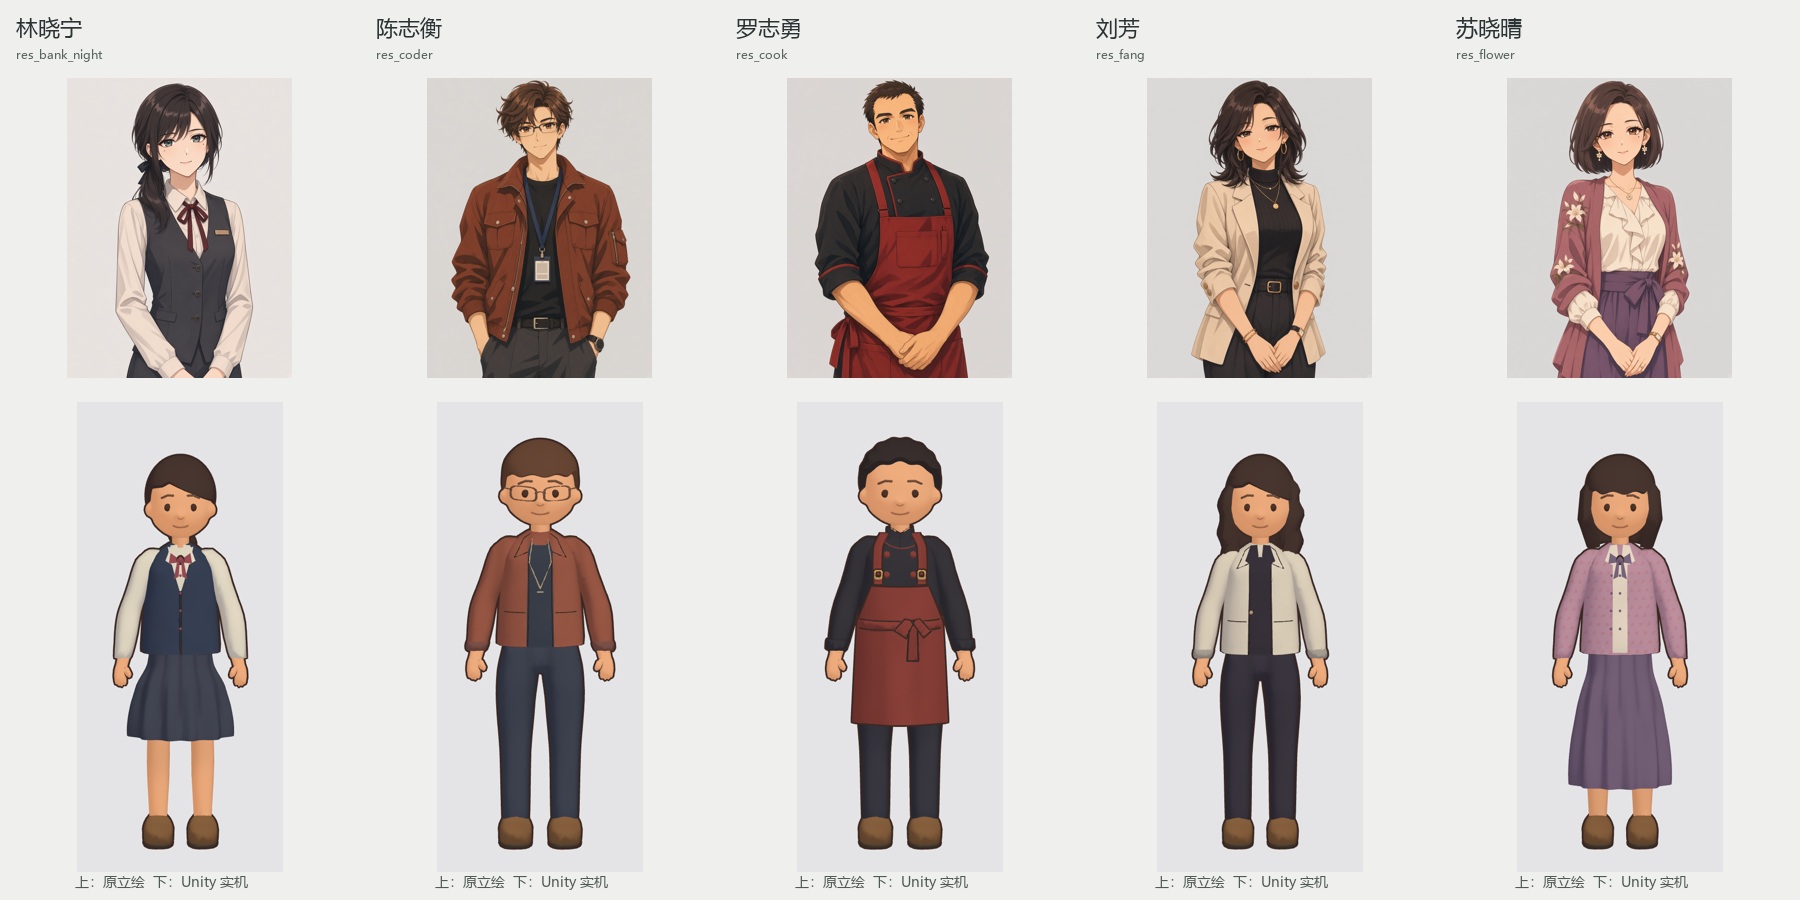 林晓宁
res_bank_night
陈志衡
res_coder
罗志勇
res_cook
刘芳
res_fang
苏晓晴
res_flower
上：原立绘 下：Unity 实机
上：原立绘 下：Unity 实机
上：原立绘 下：Unity 实机
上：原立绘 下：Unity 实机
上：原立绘 下：Unity 实机